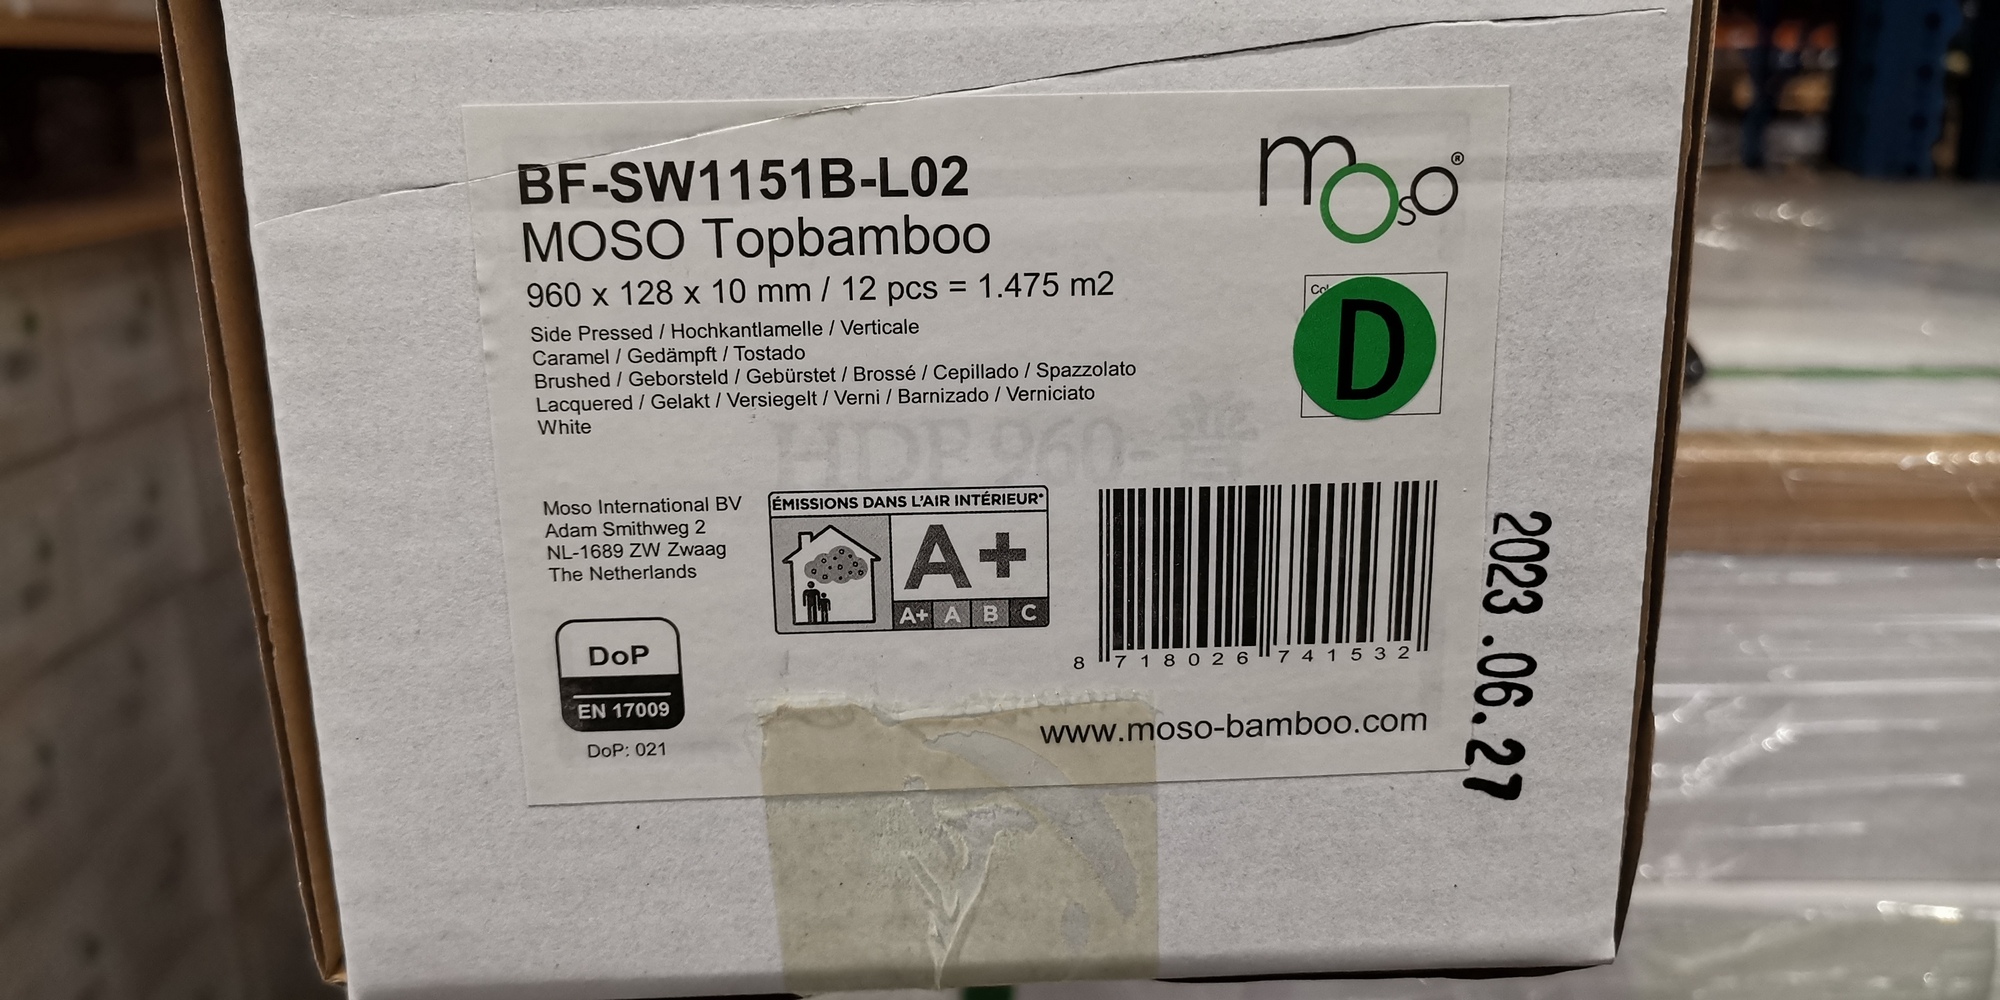 BF-SW1151B-L02
MOSO Topbamboo
960 x 128 x 10 mm / 12 pcs = 1.475 m2
Side Pressed / Hochkantlamelle / Verticale
Caramel / Gedämpft / Tostado
Brushed / Geborsteld / Gebürstet / Brossé / Cepillado / Spazzolato
Lacquered / Gelakt / Versiegelt / Verni / Barnizado / Verniciato
White
moso®
D
HDF 960-
Moso International BV
Adam Smithweg 2
NL-1689 ZW Zwaag
The Netherlands
ÉMISSIONS DANS L'AIR INTÉRIEUR*
A+
A+ A B C
8 718026 741532
DoP
EN 17009
DoP: 021
www.moso-bamboo.com
2023.06.27